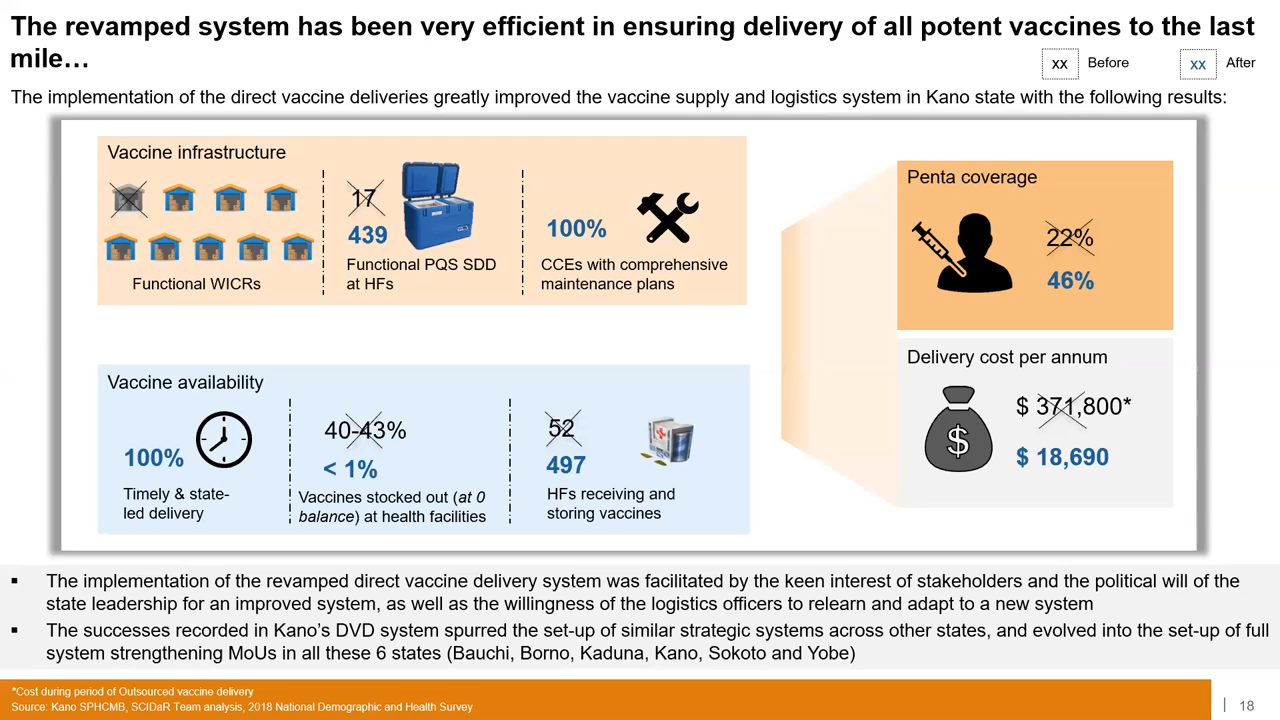 The revamped system has been very efficient in ensuring delivery of all potent vaccines to the last
mile…
xx Before xx After
The implementation of the direct vaccine deliveries greatly improved the vaccine supply and logistics system in Kano state with the following results:
Vaccine infrastructure
Functional WICRs
17
439
Functional PQS SDD
at HFs
100%
CCEs with comprehensive
maintenance plans
Vaccine availability
100%
Timely & state-
led delivery
40-43%
< 1%
Vaccines stocked out (at 0
balance) at health facilities
52
497
HFs receiving and
storing vaccines
Penta coverage
22%
46%
Delivery cost per annum
$
$ 371,800*
$ 18,690
▪ The implementation of the revamped direct vaccine delivery system was facilitated by the keen interest of stakeholders and the political will of the
state leadership for an improved system, as well as the willingness of the logistics officers to relearn and adapt to a new system
▪ The successes recorded in Kano’s DVD system spurred the set-up of similar strategic systems across other states, and evolved into the set-up of full
system strengthening MoUs in all these 6 states (Bauchi, Borno, Kaduna, Kano, Sokoto and Yobe)
*Cost during period of Outsourced vaccine delivery
Source: Kano SPHCMB, SCIDaR Team analysis, 2018 National Demographic and Health Survey
| 18